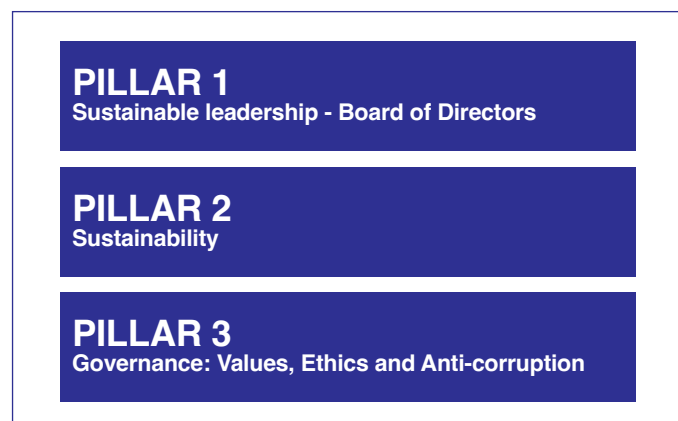 PILLAR 1
Sustainable leadership - Board of Directors
PILLAR 2
Sustainability
PILLAR 3
Governance: Values, Ethics and Anti-corruption